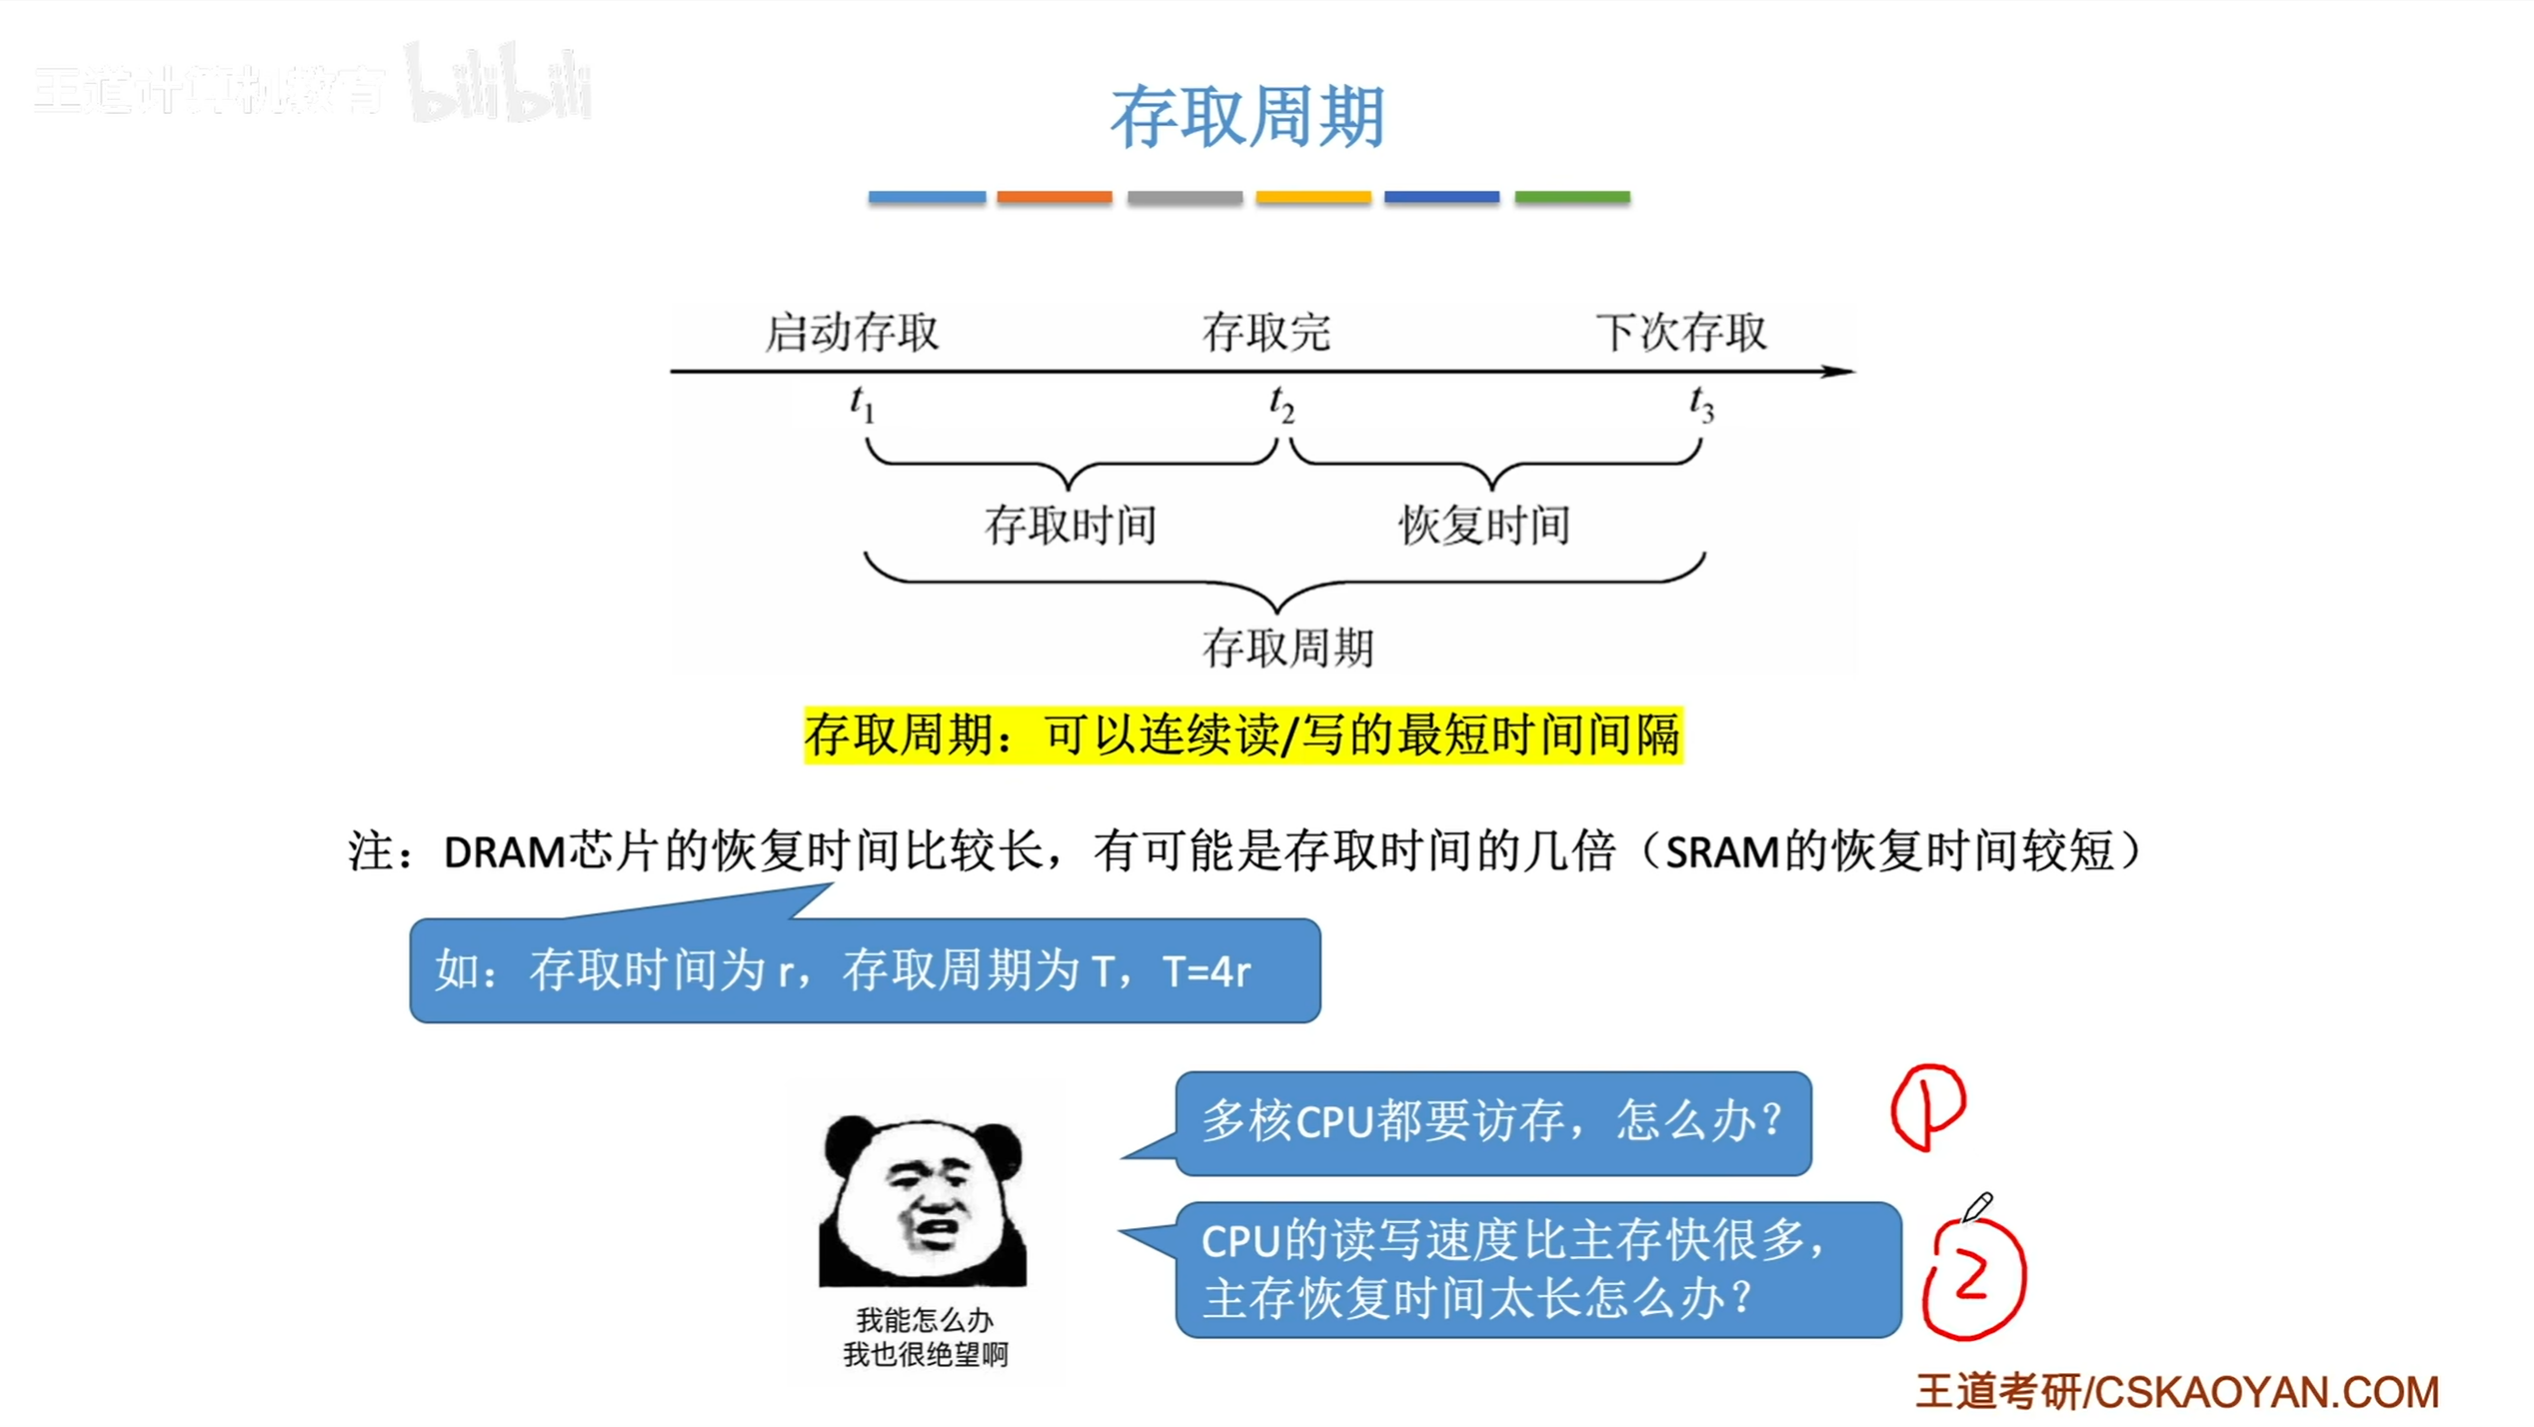 王道计算机教育 bilibili
存取周期
启动存取 存取完 下次存取
t1 t2 t3
存取时间 恢复时间
存取周期
存取周期：可以连续读/写的最短时间间隔
注：DRAM芯片的恢复时间比较长，有可能是存取时间的几倍（SRAM的恢复时间较短）
如：存取时间为 r，存取周期为 T，T=4r
多核CPU都要访存，怎么办？
1
CPU的读写速度比主存快很多，
主存恢复时间太长怎么办？
2
我能怎么办
我也很绝望啊
王道考研/CSKAOYAN.COM